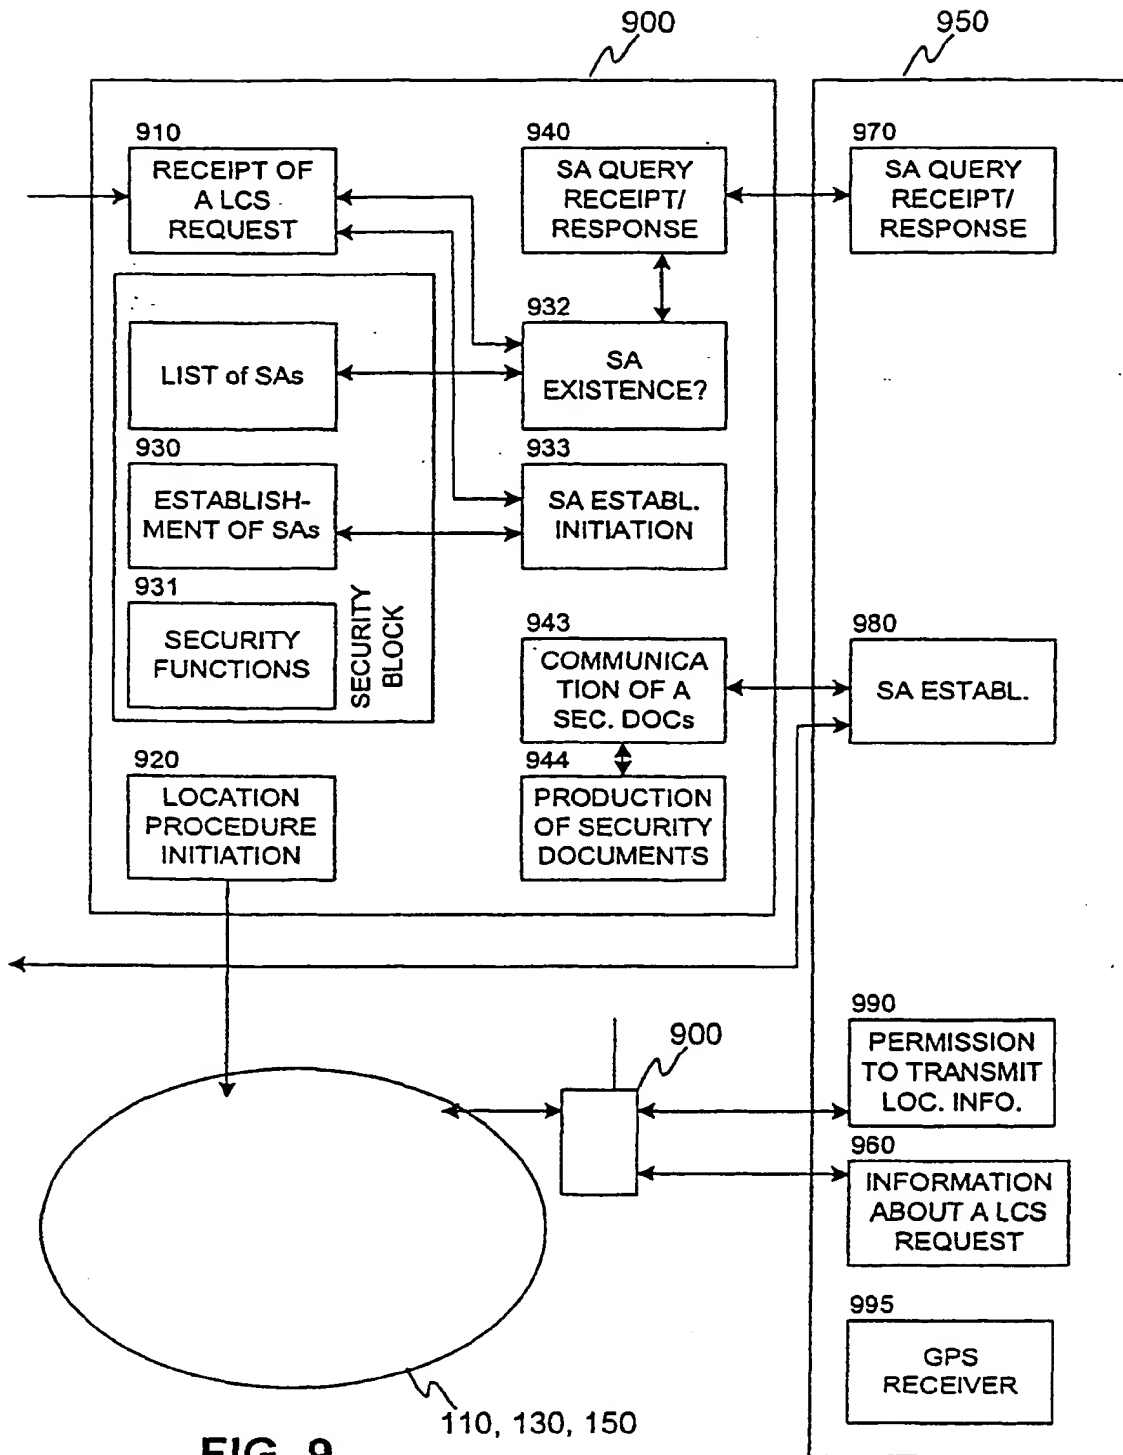 900
950
910
RECEIPT OF
A LCS
REQUEST
940
SA QUERY
RECEIPT/
RESPONSE
970
SA QUERY
RECEIPT/
RESPONSE
LIST of SAs
932
SA
EXISTENCE?
930
ESTABLISH-
MENT OF SAs
933
SA ESTABL.
INITIATION
931
SECURITY
FUNCTIONS
SECURITY
BLOCK
943
COMMUNICA
TION OF A
SEC. DOCs
980
SA ESTABL.
920
LOCATION
PROCEDURE
INITIATION
944
PRODUCTION
OF SECURITY
DOCUMENTS
990
PERMISSION
TO TRANSMIT
LOC. INFO.
900
960
INFORMATION
ABOUT A LCS
REQUEST
995
GPS
RECEIVER
110, 130, 150
FIG. 9